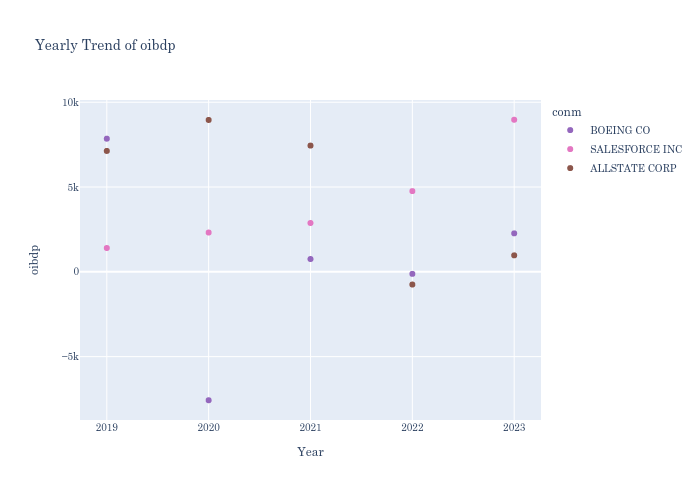 Yearly Trend of oibdp
10k
5k
0
−5k
oibdp
2019
2020
2021
2022
2023
Year
conm
BOEING CO
SALESFORCE INC
ALLSTATE CORP